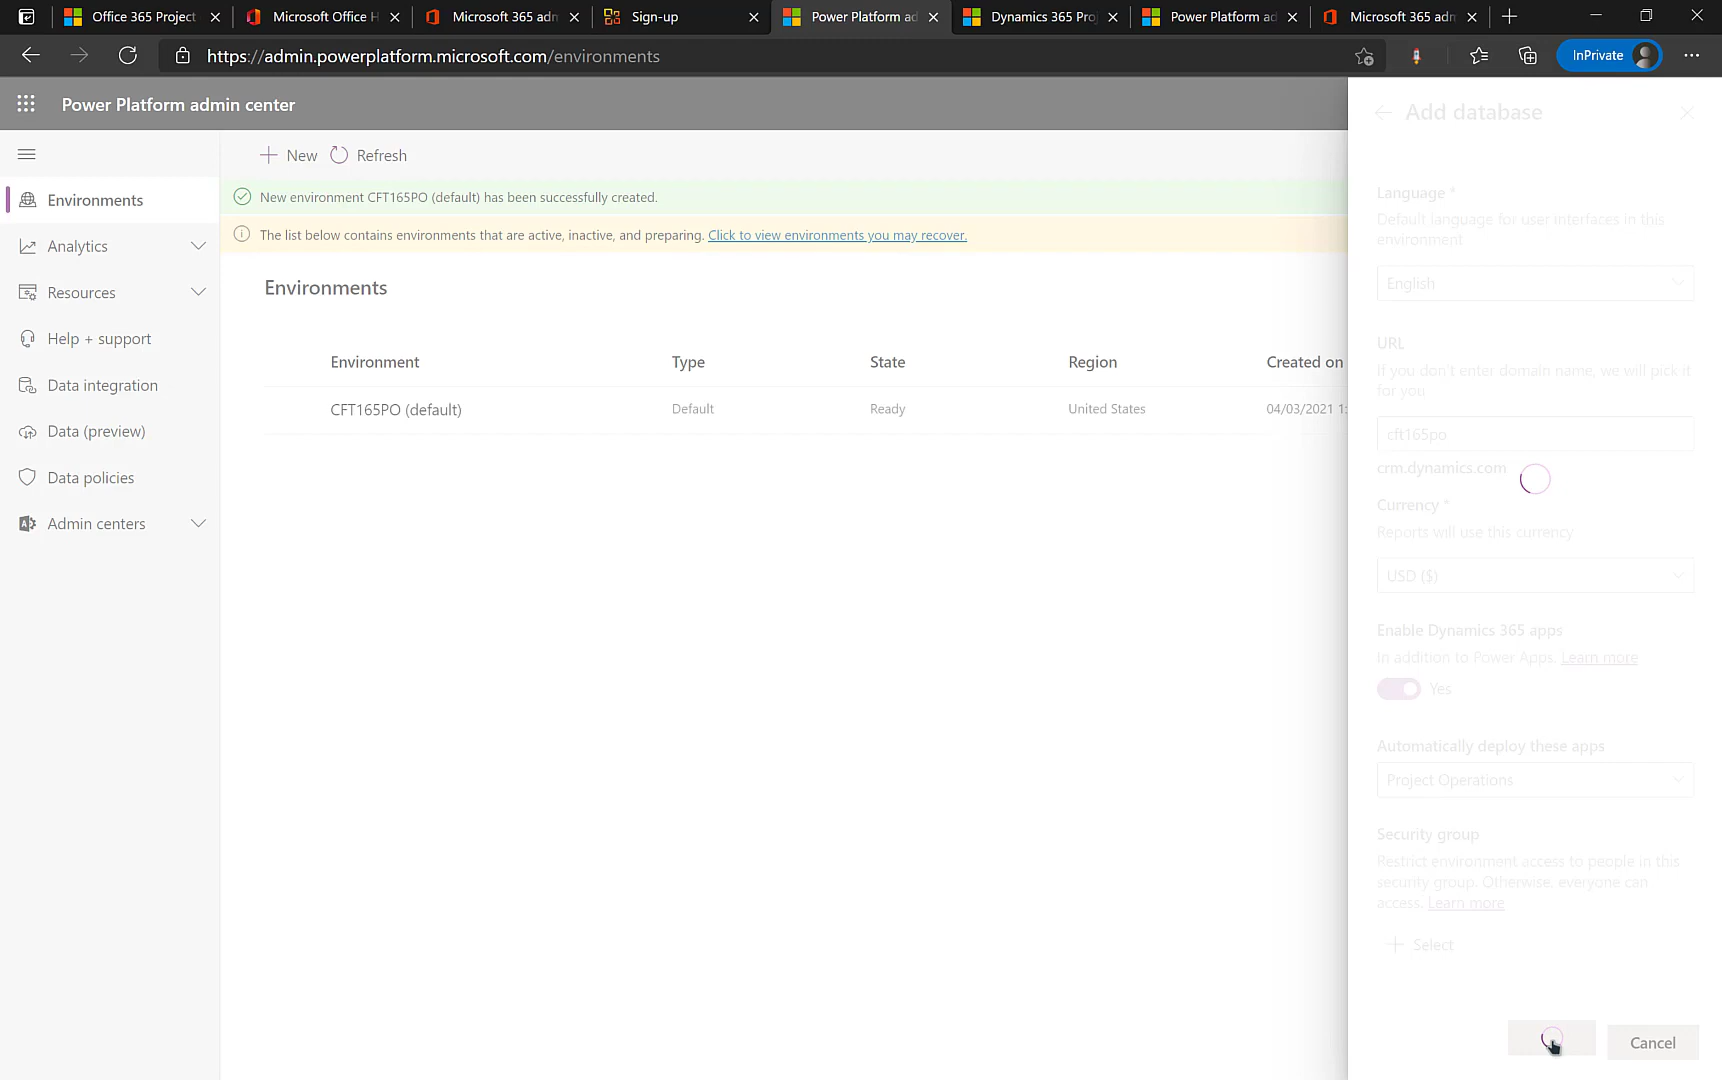 Office 365 Project
Microsoft Office H
Microsoft 365 adm
Sign-up
Power Platform ad
Dynamics 365 Proj
Power Platform ad
Microsoft 365 adm
https://admin.powerplatform.microsoft.com/environments
InPrivate
Power Platform admin center
New
Refresh
Environments
Analytics
Resources
Help + support
Data integration
Data (preview)
Data policies
Admin centers
New environment CFT165PO (default) has been successfully created.
The list below contains environments that are active, inactive, and preparing. Click to view environments you may recover.
Environments
Environment Type State Region Created on
CFT165PO (default) Default Ready United States 04/03/2021 1:
Add database
Language *
Default language for user interfaces in this
environment
English
URL
If you don't enter domain name, we will pick it
for you
cft165po
crm.dynamics.com
Currency *
Reports will use this currency
USD ($)
Enable Dynamics 365 apps
In addition to Power Apps. Learn more
Yes
Automatically deploy these apps
Project Operations
Security group
Restrict environment access to people in this
security group. Otherwise, everyone can
access. Learn more
Select
Cancel